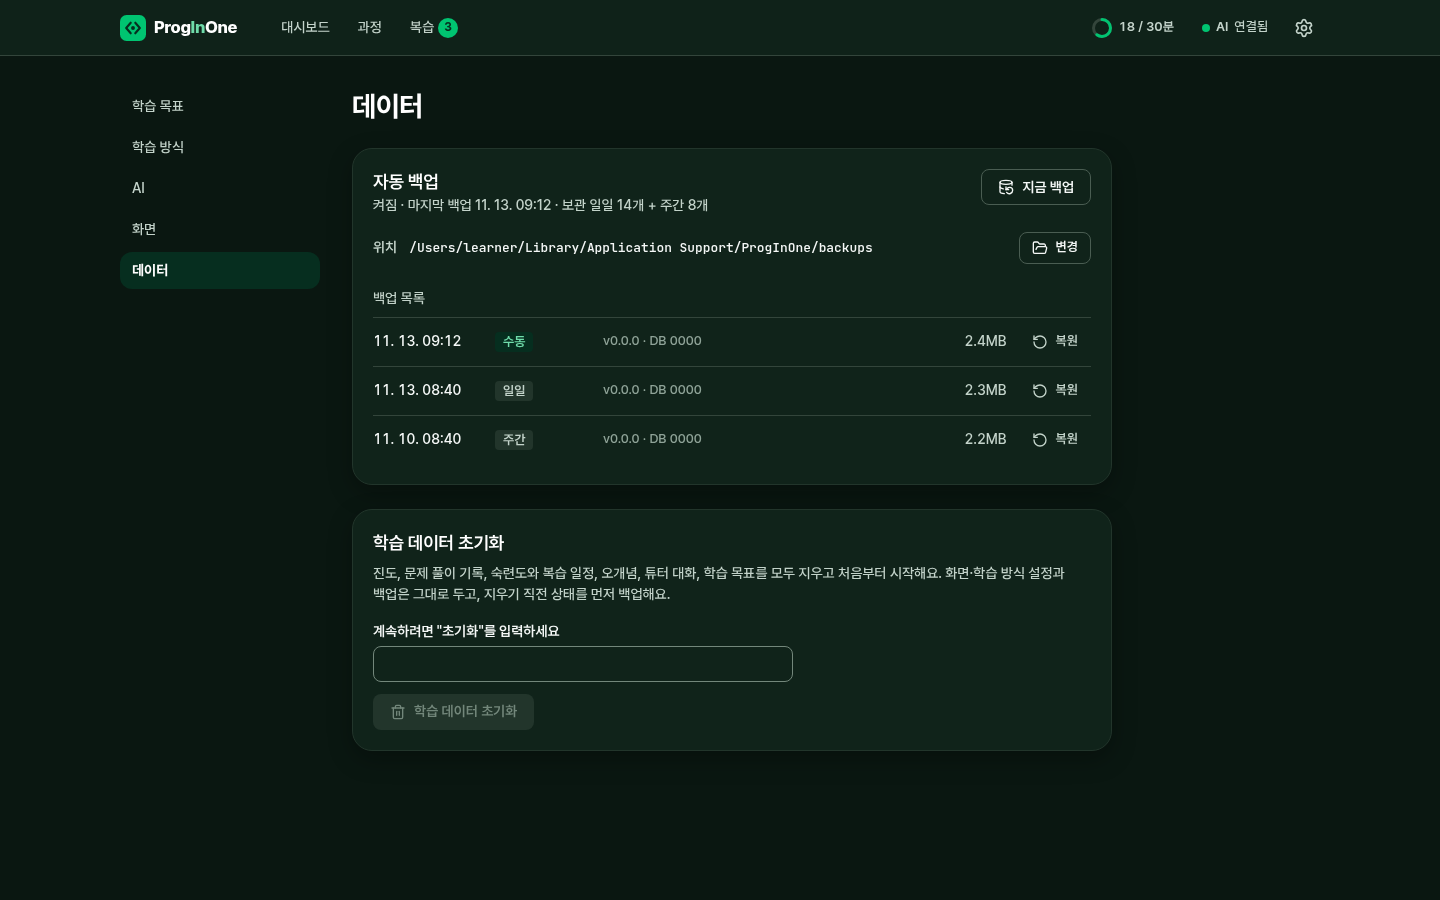 ProgInOne
대시보드
과정
복습 3
18 / 30분
AI 연결됨
학습 목표
학습 방식
AI
화면
데이터
데이터
자동 백업
켜짐 · 마지막 백업 11. 13. 09:12 · 보관 일일 14개 + 주간 8개
지금 백업
위치 /Users/learner/Library/Application Support/ProgInOne/backups
변경
백업 목록
11. 13. 09:12 수동 v0.0.0 · DB 0000 2.4MB 복원
11. 13. 08:40 일일 v0.0.0 · DB 0000 2.3MB 복원
11. 10. 08:40 주간 v0.0.0 · DB 0000 2.2MB 복원
학습 데이터 초기화
진도, 문제 풀이 기록, 숙련도와 복습 일정, 오개념, 튜터 대화, 학습 목표를 모두 지우고 처음부터 시작해요. 화면·학습 방식 설정과
백업은 그대로 두고, 지우기 직전 상태를 먼저 백업해요.
계속하려면 "초기화"를 입력하세요
학습 데이터 초기화